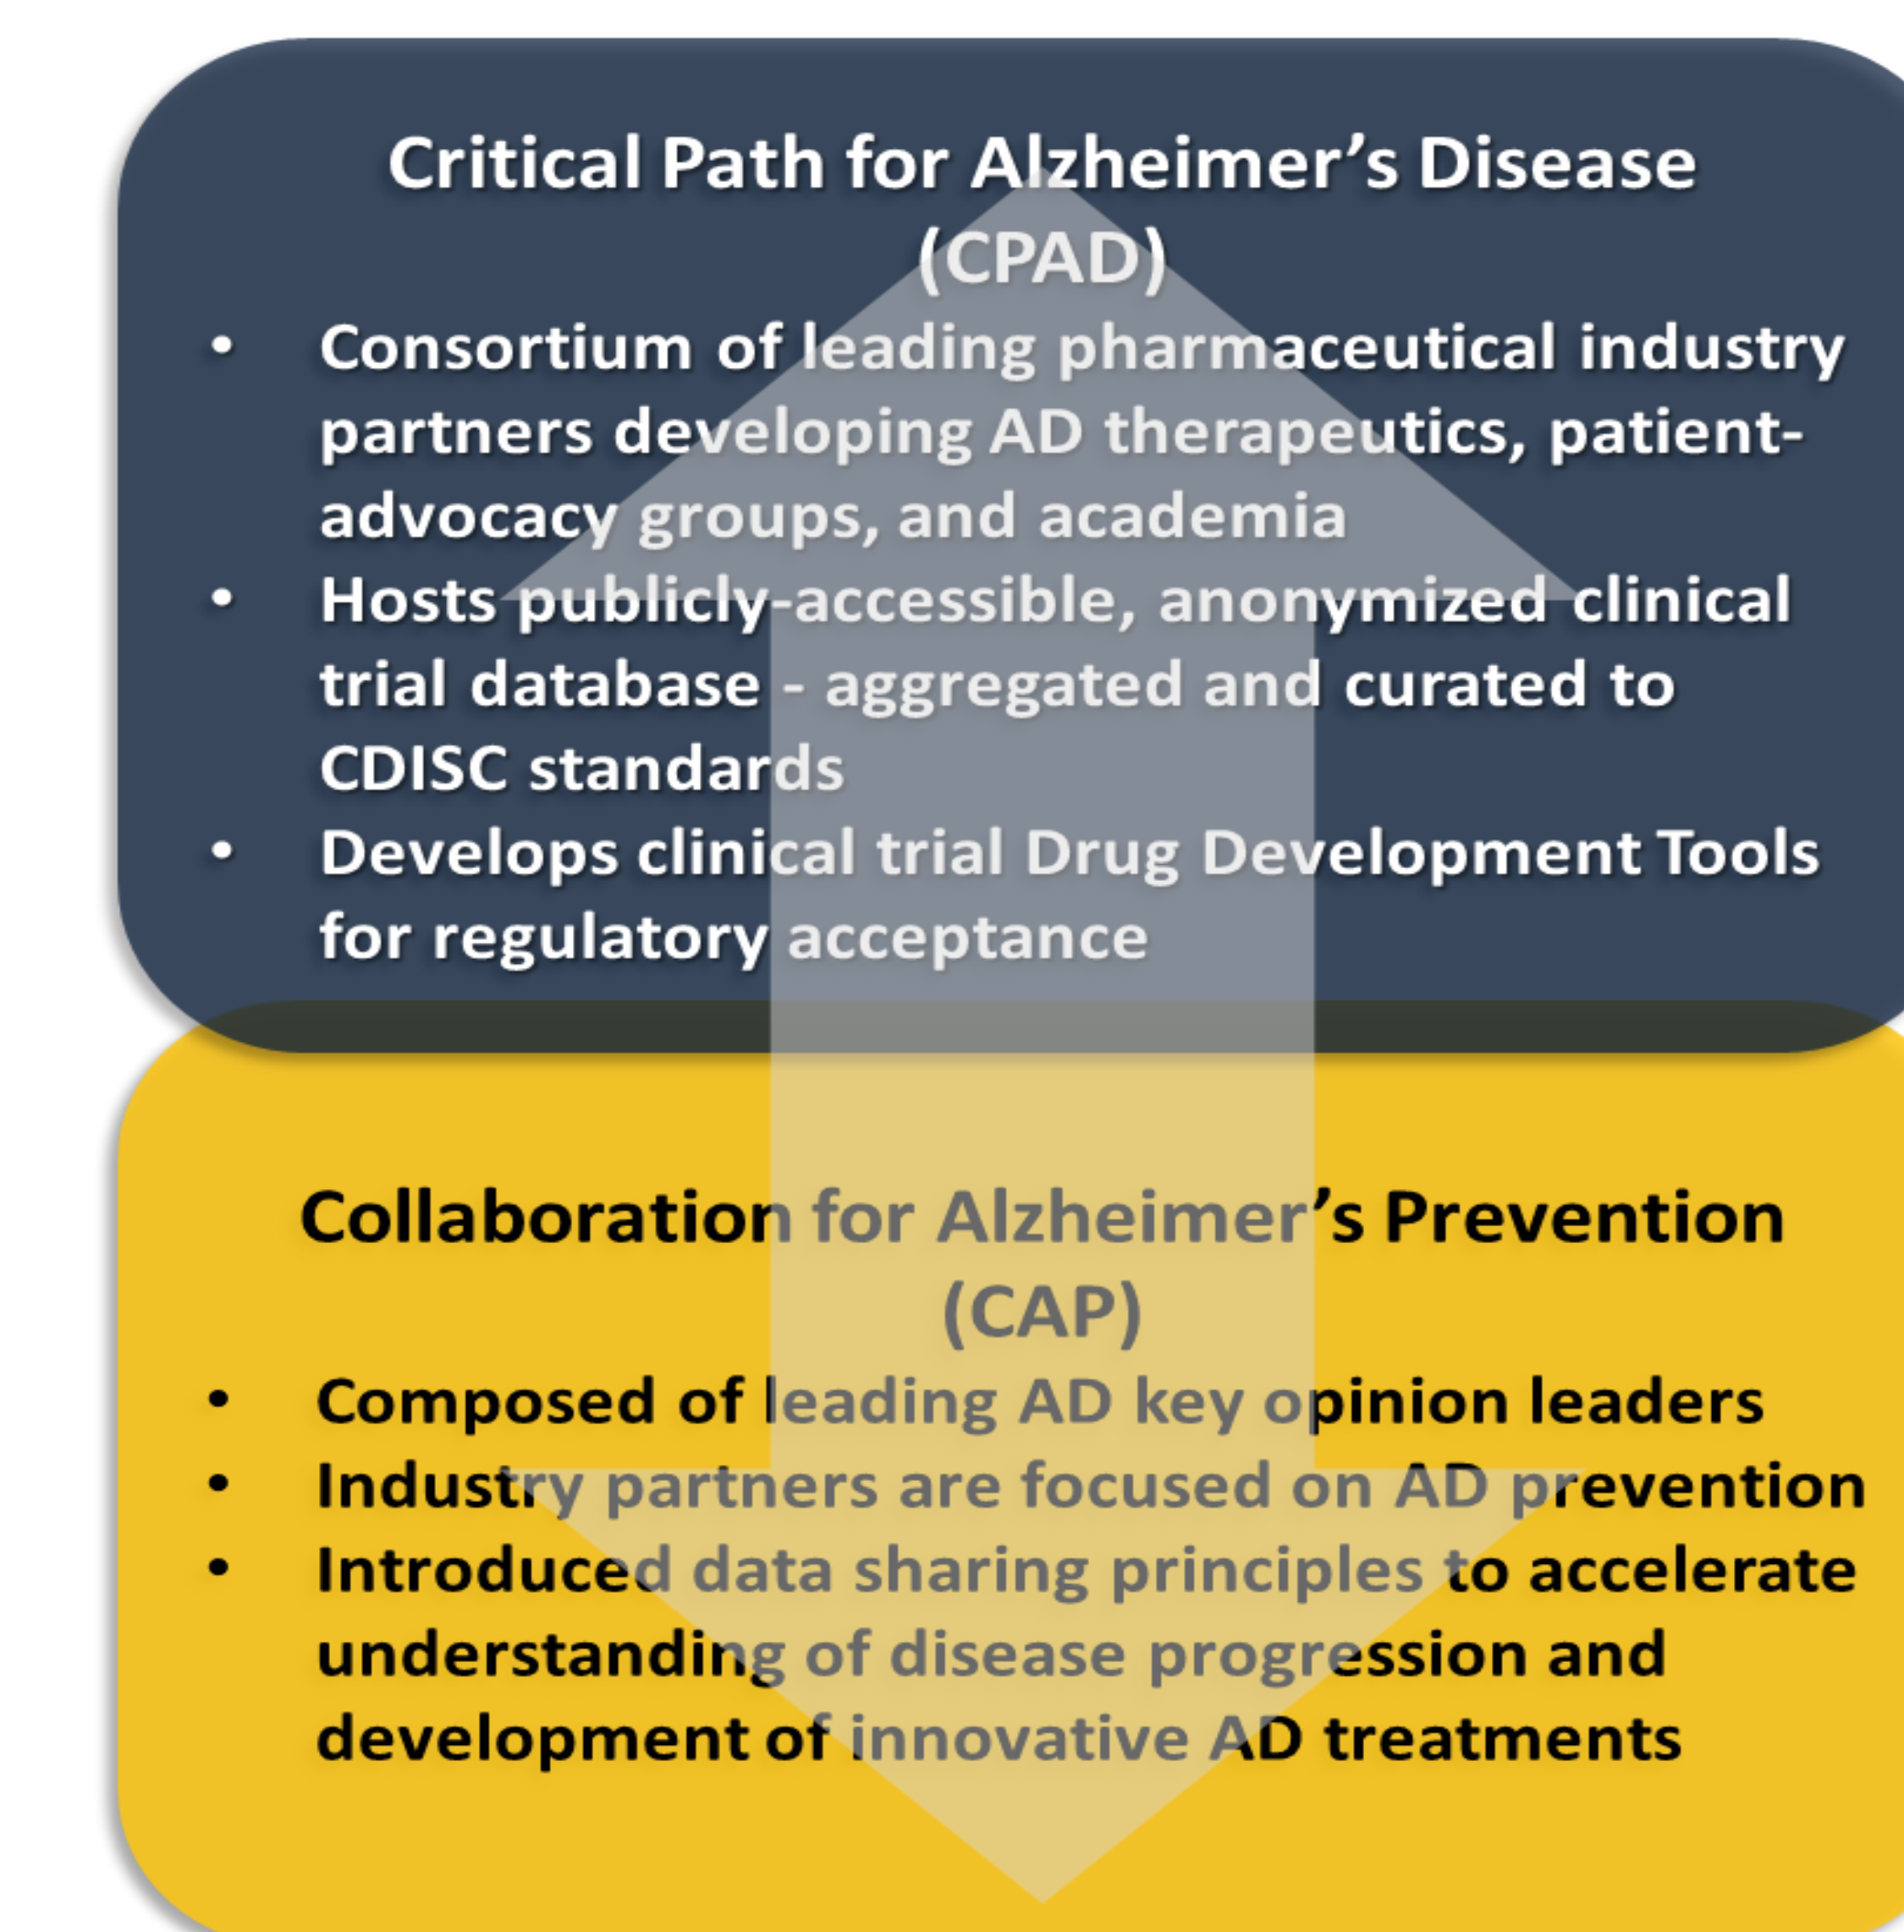 Critical Path for Alzheimer’s Disease
(CPAD)
• Consortium of leading pharmaceutical industry
partners developing AD therapeutics, patient-
advocacy groups, and academia
• Hosts publicly-accessible, anonymized clinical
trial database - aggregated and curated to
CDISC standards
• Develops clinical trial Drug Development Tools
for regulatory acceptance
Collaboration for Alzheimer’s Prevention
(CAP)
• Composed of leading AD key opinion leaders
• Industry partners are focused on AD prevention
• Introduced data sharing principles to accelerate
understanding of disease progression and
development of innovative AD treatments